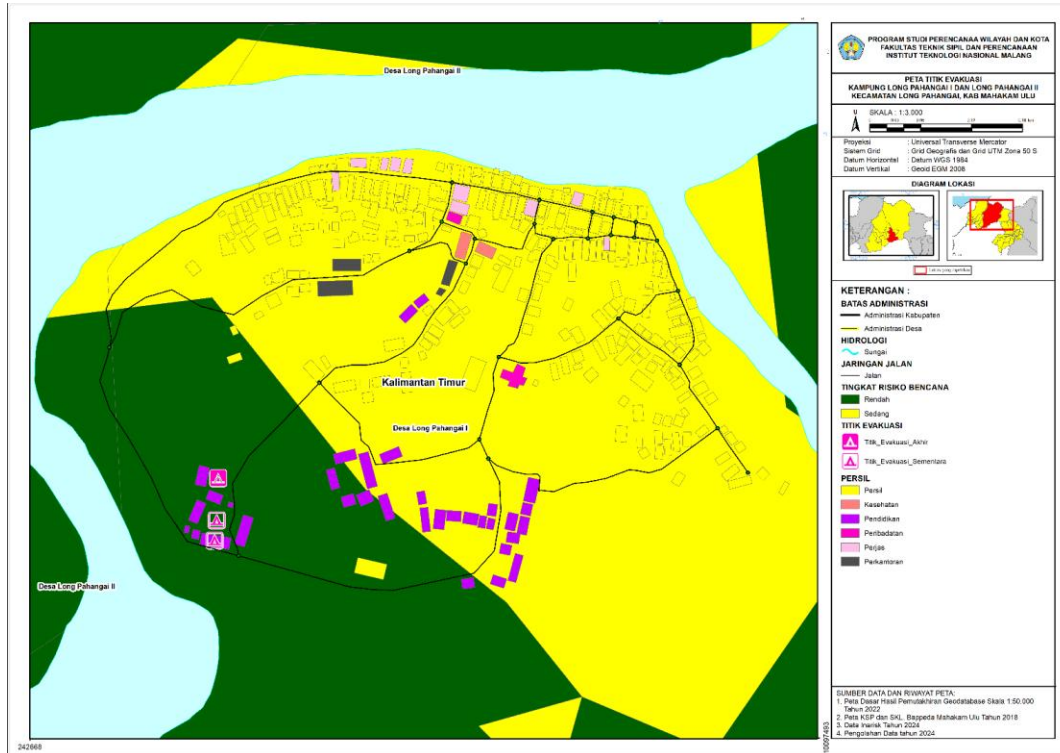 PROGRAM STUDI PERENCANAA WILAYAH DAN KOTA
FAKULTAS TEKNIK SIPIL DAN PERENCANAAN
INSTITUT TEKNOLOGI NASIONAL MALANG
PETA TITIK EVAKUASI
KAMPUNG LONG PAHANGAI I DAN LONG PAHANGAI II
KECAMATAN LONG PAHANGAI, KAB MAHAKAM ULU
U
SKALA : 1:3.000
Proyeksi : Universal Transverse Mercator
Sistem Grid : Grid Geografis dan Grid UTM Zona 50 S
Datum Horizontal : Datum WGS 1984
Datum Vertikal : Geoid EGM 2008
DIAGRAM LOKASI
KETERANGAN :
BATAS ADMINISTRASI
Administrasi Kabupaten
Administrasi Desa
HIDROLOGI
Sungai
JARINGAN JALAN
Jalan
TINGKAT RISIKO BENCANA
Rendah
Sedang
TITIK EVAKUASI
Titik_Evakuasi_Akhir
Titik_Evakuasi_Sementara
PERSIL
Persil
Kesehatan
Pendidikan
Peribadatan
Perjas
Perkantoran
SUMBER DATA DAN RIWAYAT PETA:
1. Peta Dasar Hasil Pemutakhiran Geodatabase Skala 1:50.000
Tahun 2022
2. Peta KSP dan SKL, Bappeda Mahakam Ulu Tahun 2018
3. Data Inarisk Tahun 2024
4. Pengolahan Data tahun 2024
Desa Long Pahangai II
Kalimantan Timur
Desa Long Pahangai I
Desa Long Pahangai II
242668
10097493